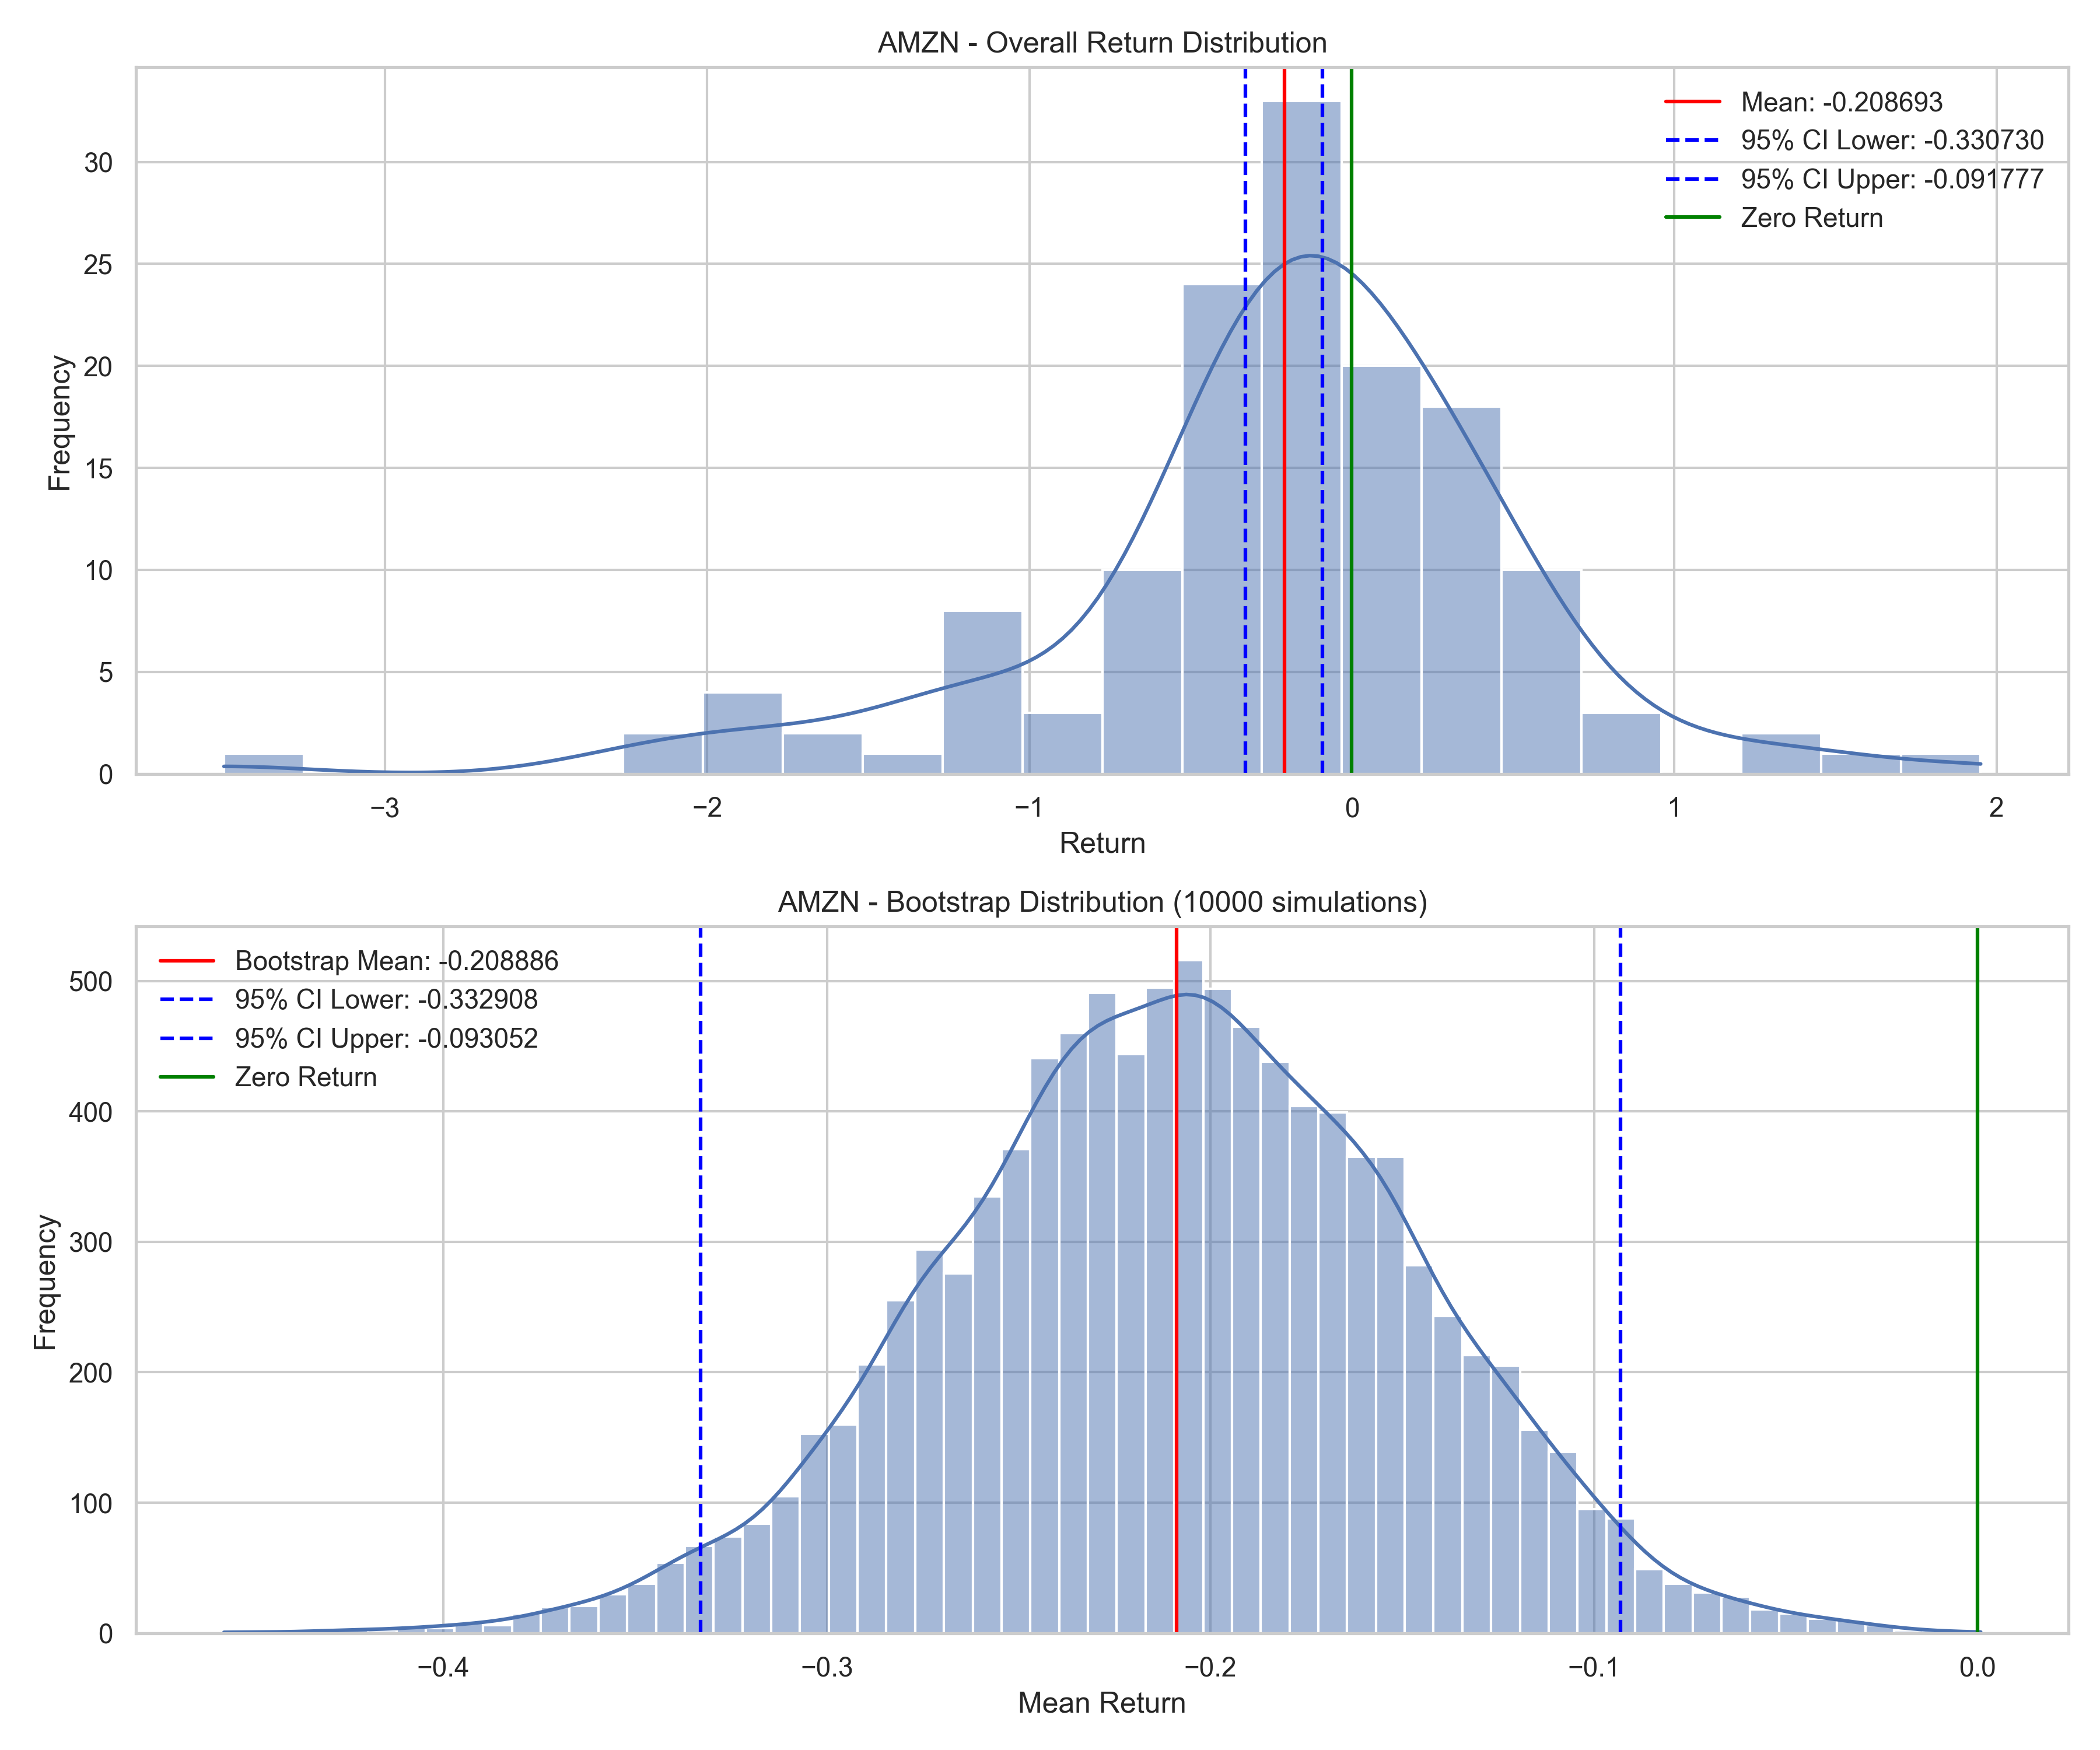 AMZN - Overall Return Distribution
Mean: -0.208693
95% CI Lower: -0.330730
95% CI Upper: -0.091777
Zero Return
30
25
20
15
10
5
0
Frequency
−3 −2 −1 0 1 2
Return
AMZN - Bootstrap Distribution (10000 simulations)
Bootstrap Mean: -0.208886
95% CI Lower: -0.332908
95% CI Upper: -0.093052
Zero Return
500
400
300
200
100
0
Frequency
−0.4 −0.3 −0.2 −0.1 0.0
Mean Return